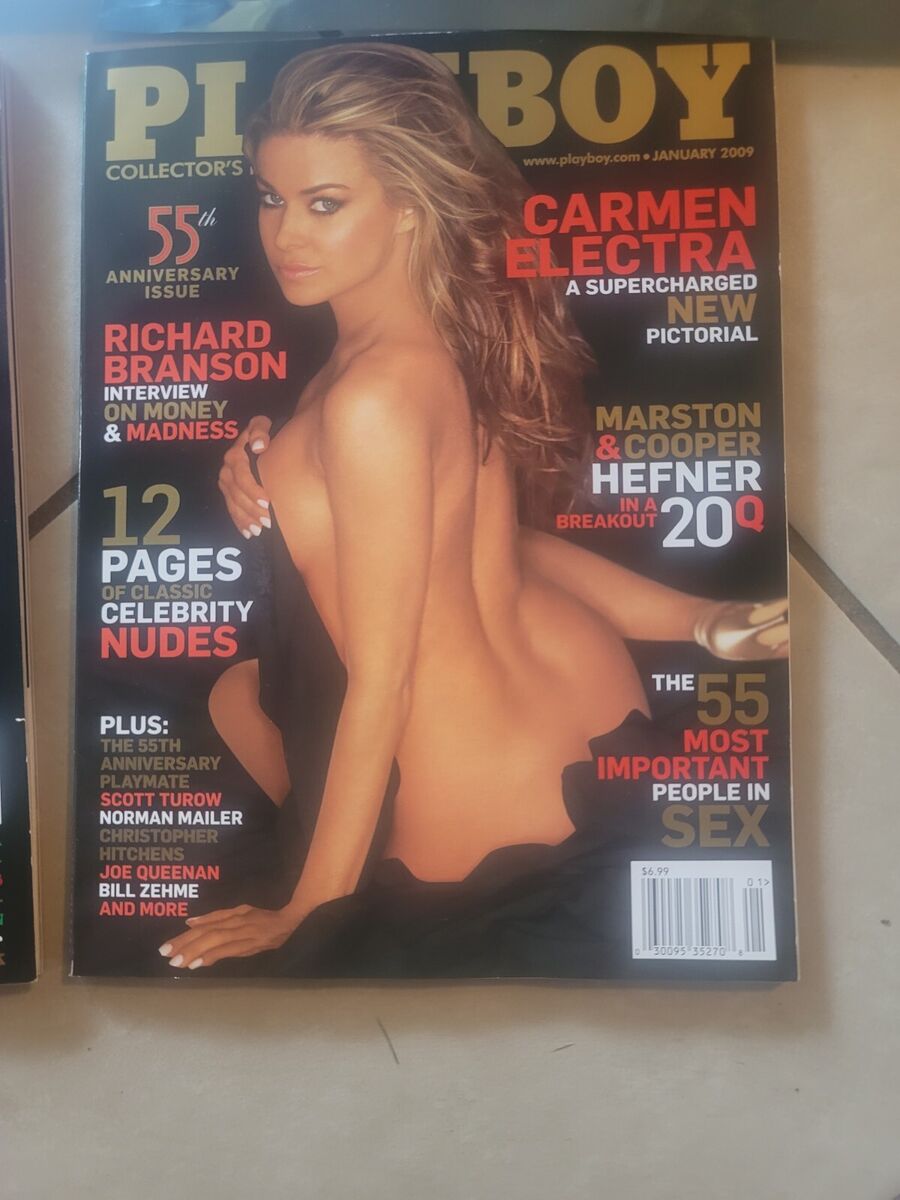 PL BOY
COLLECTOR'S
www.playboy.com • JANUARY 2009
55th
ANNIVERSARY
ISSUE
CARMEN
ELECTRA
A SUPERCHARGED
NEW
PICTORIAL
RICHARD
BRANSON
INTERVIEW
ON MONEY
& MADNESS
MARSTON
& COOPER
HEFNER
IN A
BREAKOUT
20Q
12
PAGES
OF CLASSIC
CELEBRITY
NUDES
THE 55
MOST
IMPORTANT
PEOPLE IN
SEX
PLUS:
THE 55TH
ANNIVERSARY
PLAYMATE
SCOTT TUROW
NORMAN MAILER
CHRISTOPHER
HITCHENS
JOE QUEENAN
BILL ZEHME
AND MORE
$6.99
01>
0 30095 35270 8